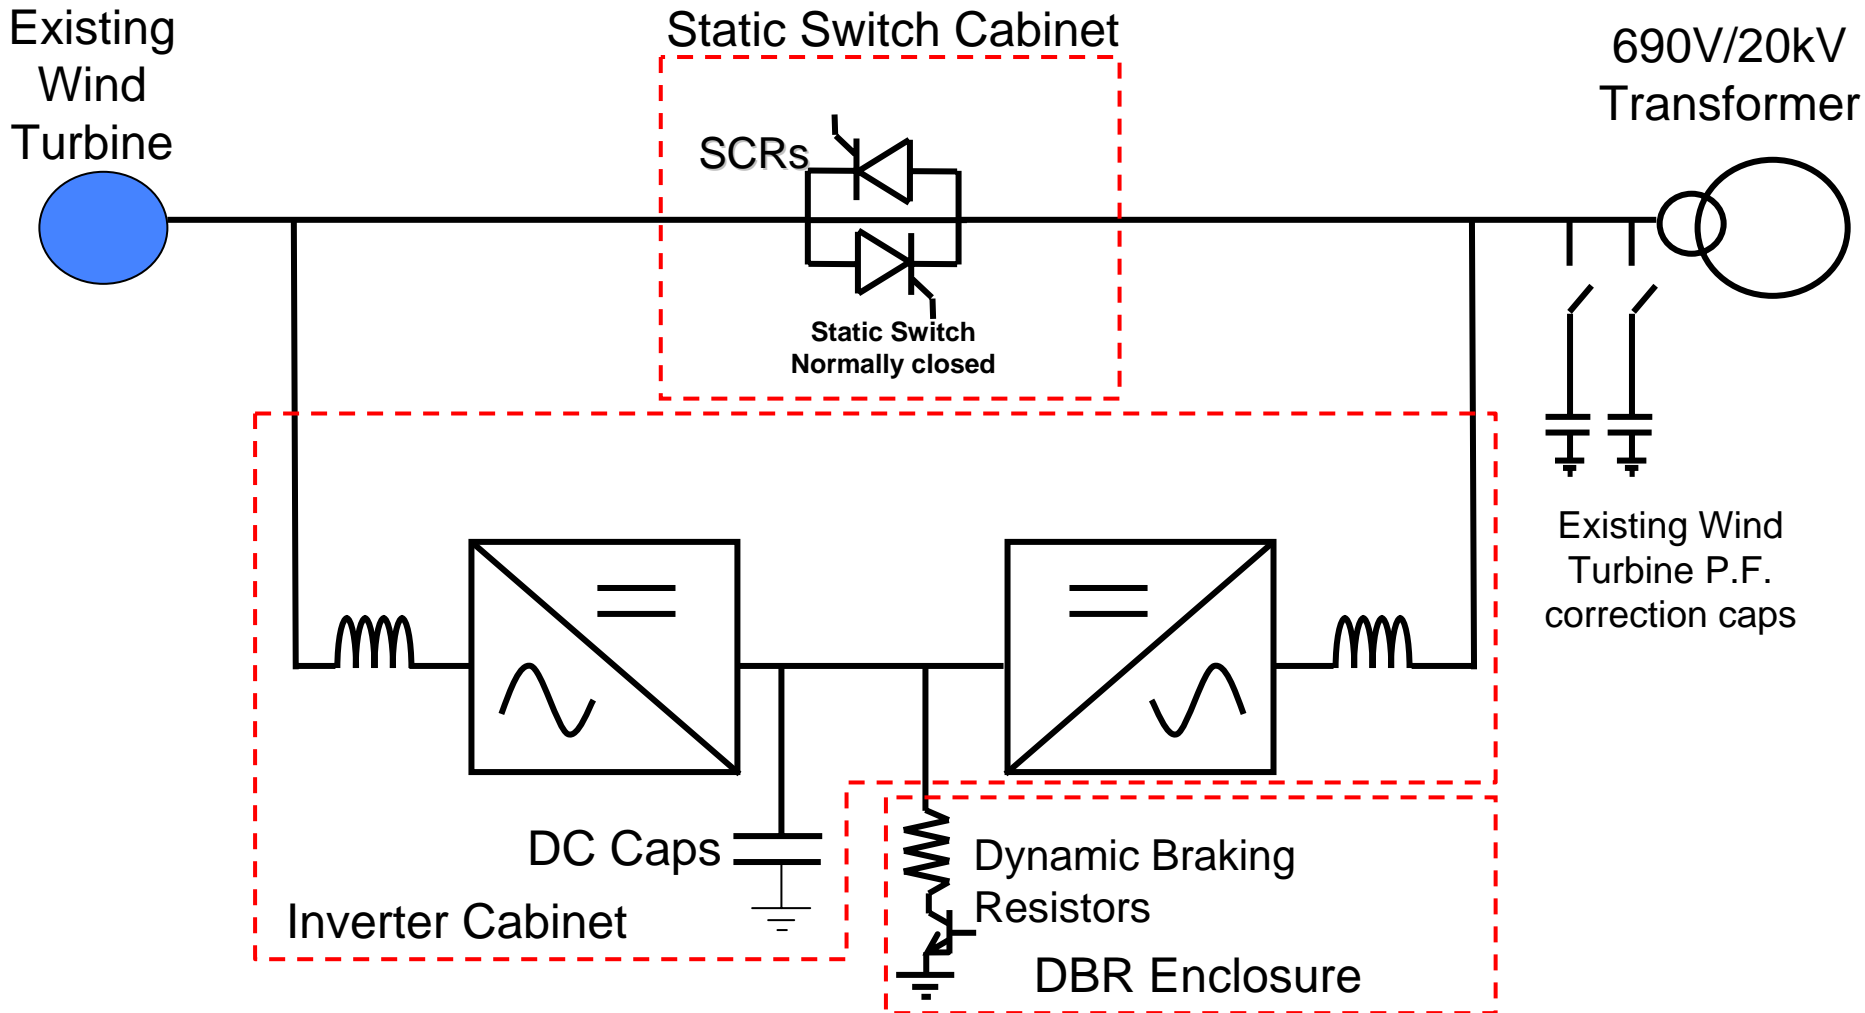 Existing
Wind
Turbine
Static Switch Cabinet
690V/20kV
Transformer
SCRs
Static Switch
Normally closed
Existing Wind
Turbine P.F.
correction caps
DC Caps
Inverter Cabinet
Dynamic Braking
Resistors
DBR Enclosure